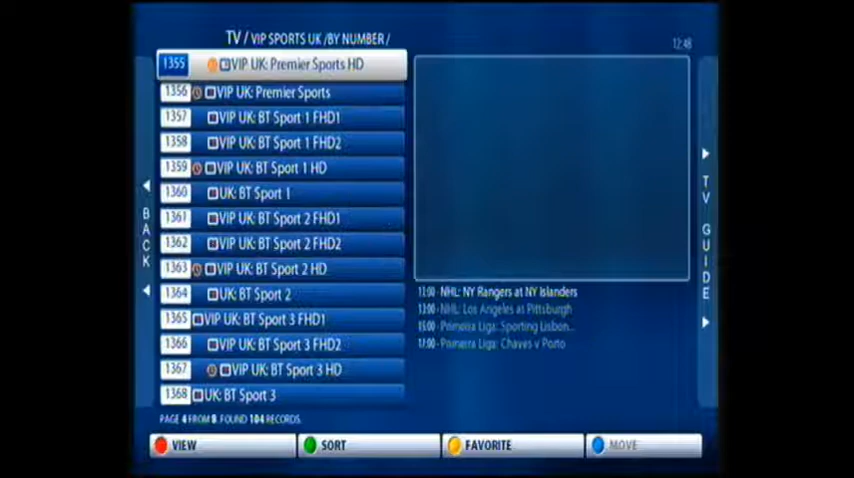 TV / VIP SPORTS UK /BY NUMBER/
12:48
1355 VIP UK: Premier Sports HD
1356 VIP UK: Premier Sports
1357 VIP UK: BT Sport 1 FHD1
1358 VIP UK: BT Sport 1 FHD2
1359 VIP UK: BT Sport 1 HD
1360 UK: BT Sport 1
1361 VIP UK: BT Sport 2 FHD1
1362 VIP UK: BT Sport 2 FHD2
1363 VIP UK: BT Sport 2 HD
1364 UK: BT Sport 2
1365 VIP UK: BT Sport 3 FHD1
1366 VIP UK: BT Sport 3 FHD2
1367 VIP UK: BT Sport 3 HD
1368 UK: BT Sport 3
BACK
TV GUIDE
11:00 - NHL: NY Rangers at NY Islanders
13:00 - NHL: Los Angeles at Pittsburgh
15:00 - Primeira Liga: Sporting Lisbon...
17:00 - Primeira Liga: Chaves v Porto
PAGE 4 FROM 8. FOUND 104 RECORDS.
VIEW
SORT
FAVORITE
MOVE